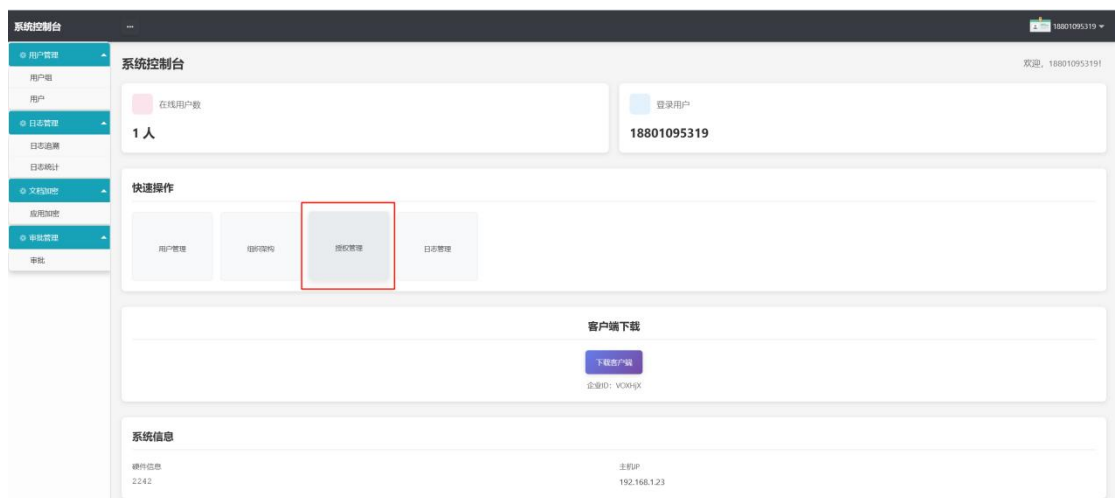 系统控制台
...
18801095319
用户管理
用户组
用户
日志管理
日志追溯
日志统计
文档加密
应用加密
审批管理
审批
系统控制台
欢迎, 18801095319!
在线用户数
1 人
登录用户
18801095319
快速操作
用户管理
组织架构
授权管理
日志管理
客户端下载
下载客户端
企业ID: VOXHjX
系统信息
硬件信息
2242
主机IP
192.168.1.23